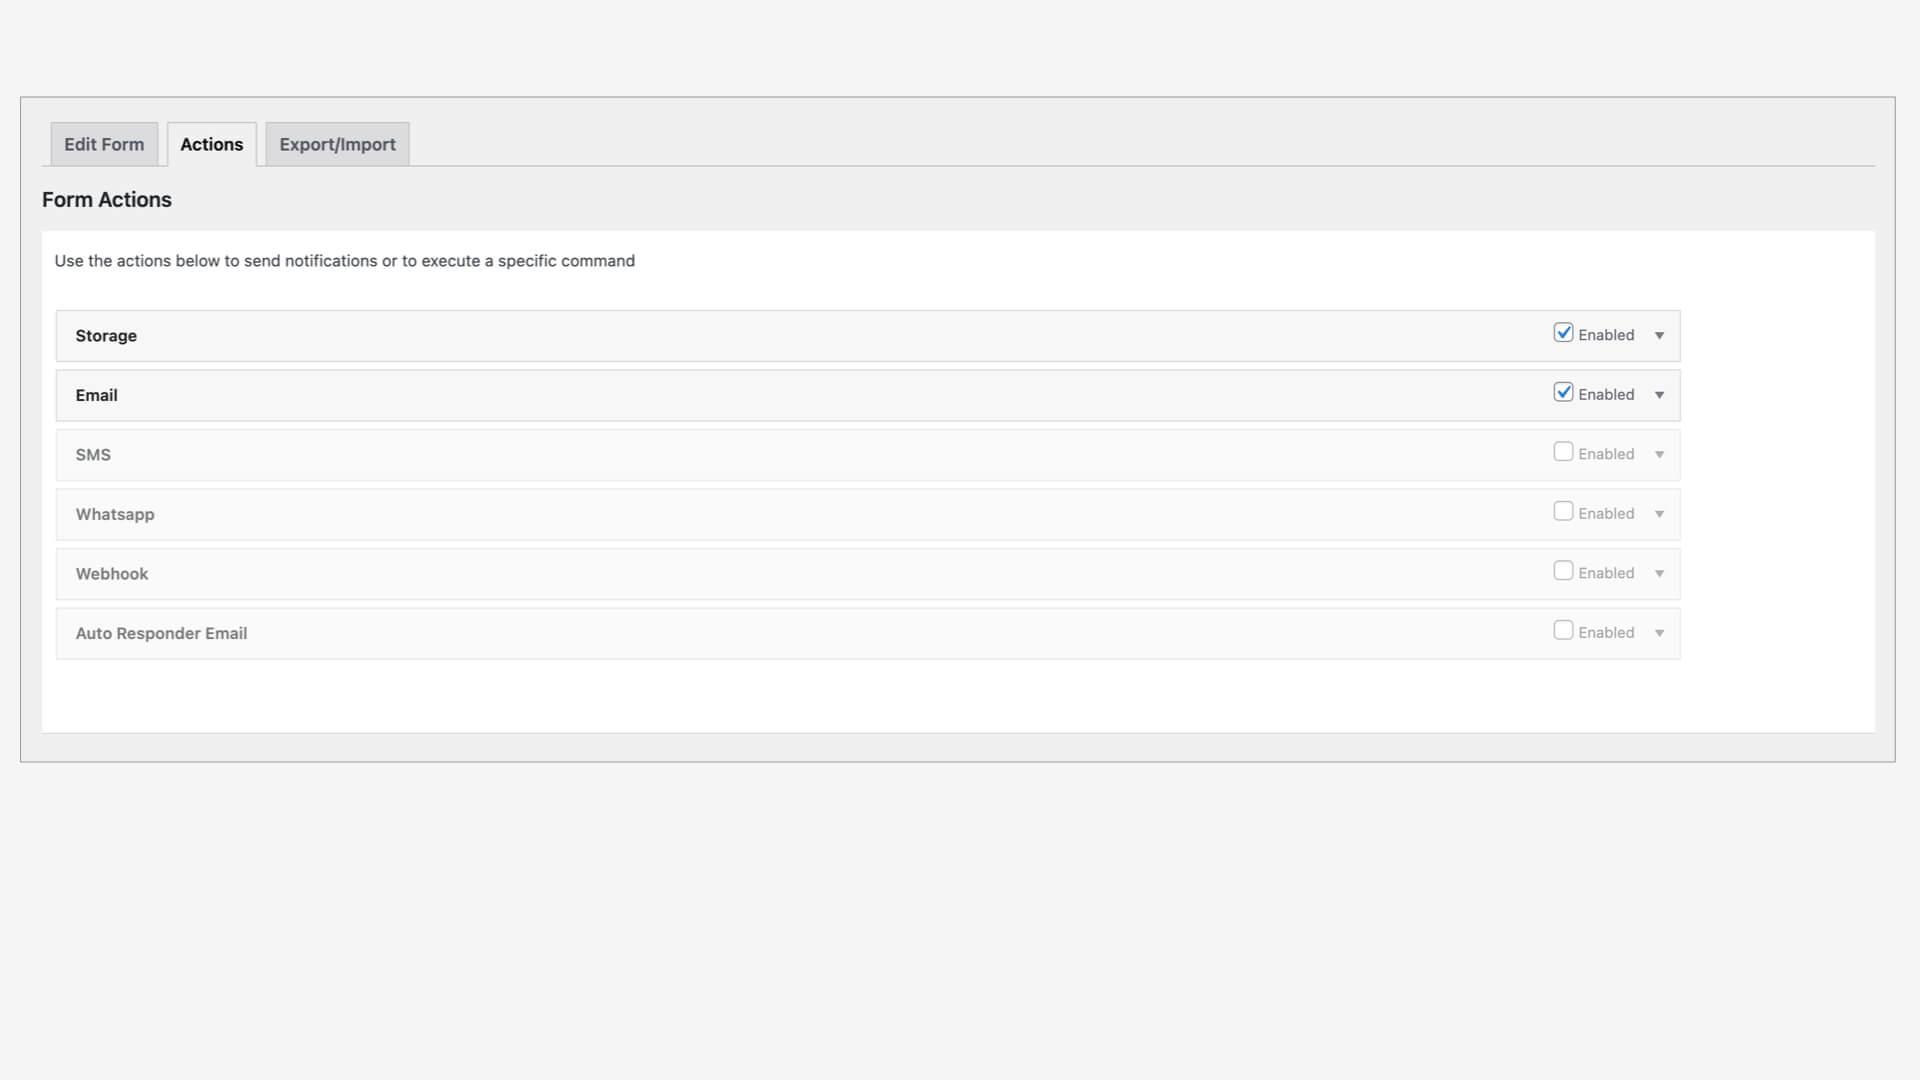 Edit Form Actions Export/Import
Form Actions
Use the actions below to send notifications or to execute a specific command
Storage Enabled
Email Enabled
SMS Enabled
Whatsapp Enabled
Webhook Enabled
Auto Responder Email Enabled